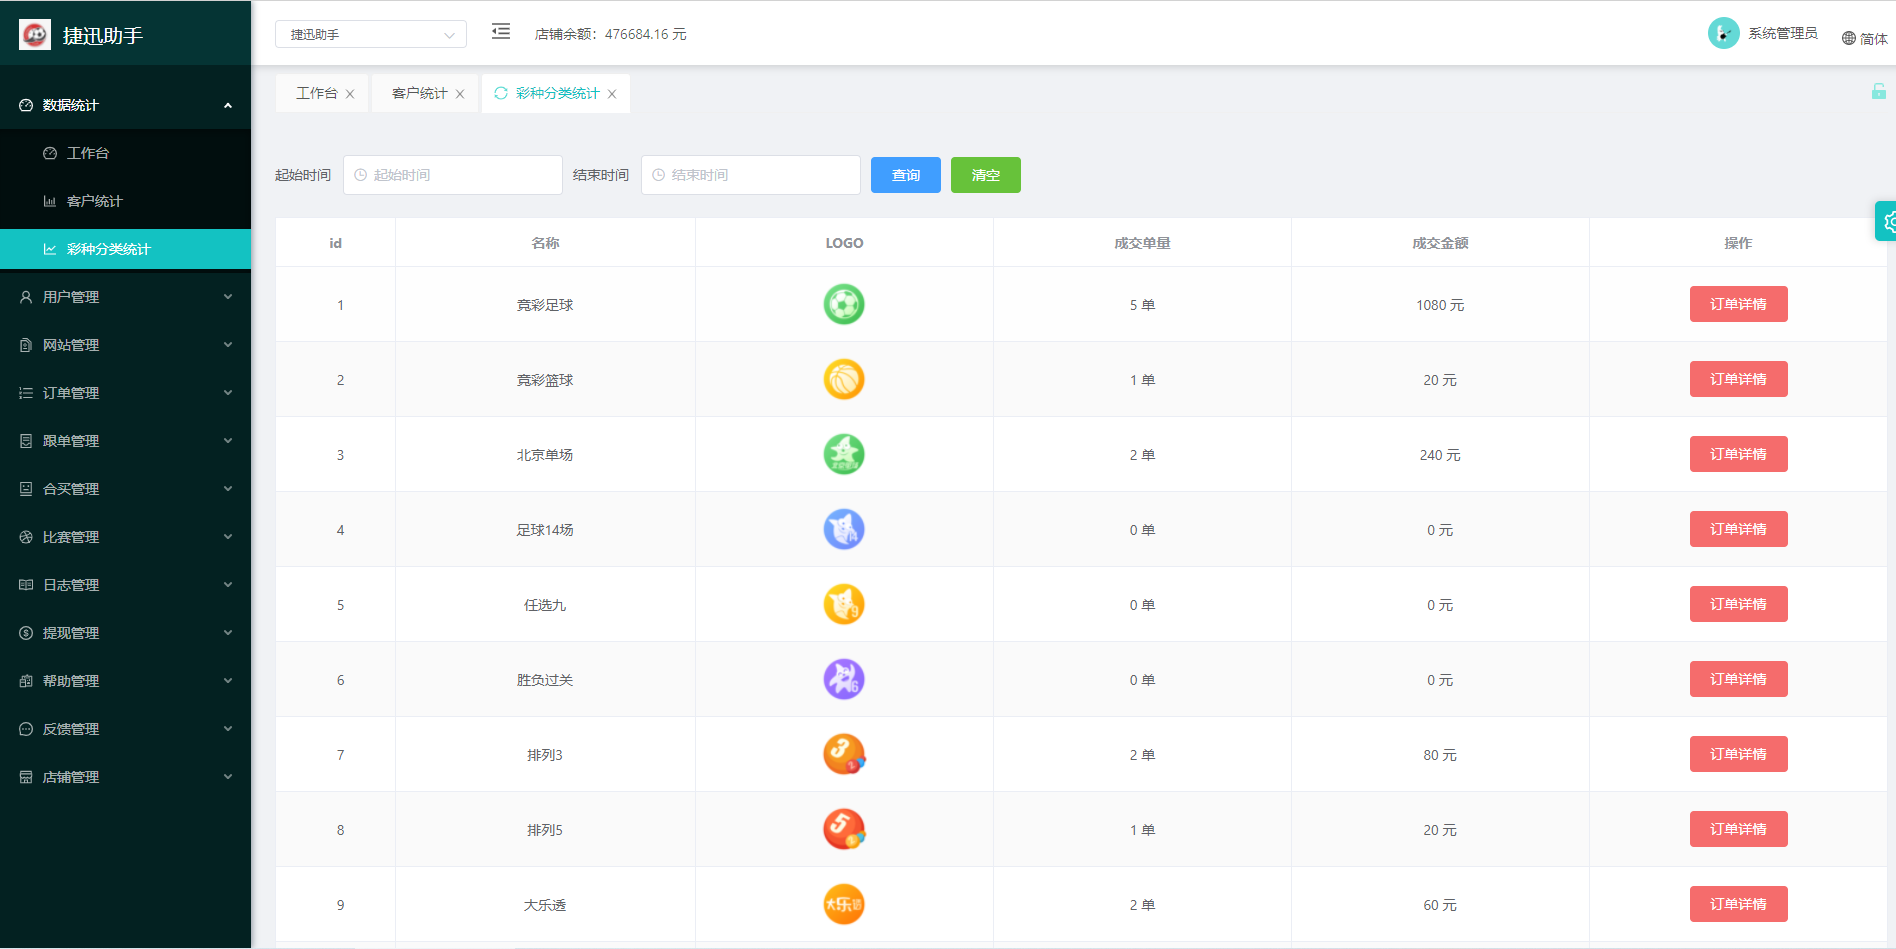 捷迅助手
捷迅助手
店铺余额：476684.16 元
系统管理员
简体
数据统计
工作台
客户统计
彩种分类统计
用户管理
网站管理
订单管理
跟单管理
合买管理
比赛管理
日志管理
提现管理
帮助管理
反馈管理
店铺管理
工作台
客户统计
彩种分类统计
起始时间 起始时间 结束时间 结束时间 查询 清空
id 名称 LOGO 成交单量 成交金额 操作
1 竞彩足球 5 单 1080 元 订单详情
2 竞彩篮球 1 单 20 元 订单详情
3 北京单场 2 单 240 元 订单详情
4 足球14场 14 0 单 0 元 订单详情
5 任选九 9 0 单 0 元 订单详情
6 胜负过关 6 0 单 0 元 订单详情
7 排列3 3 2 单 80 元 订单详情
8 排列5 5 1 单 20 元 订单详情
9 大乐透 大乐透 2 单 60 元 订单详情